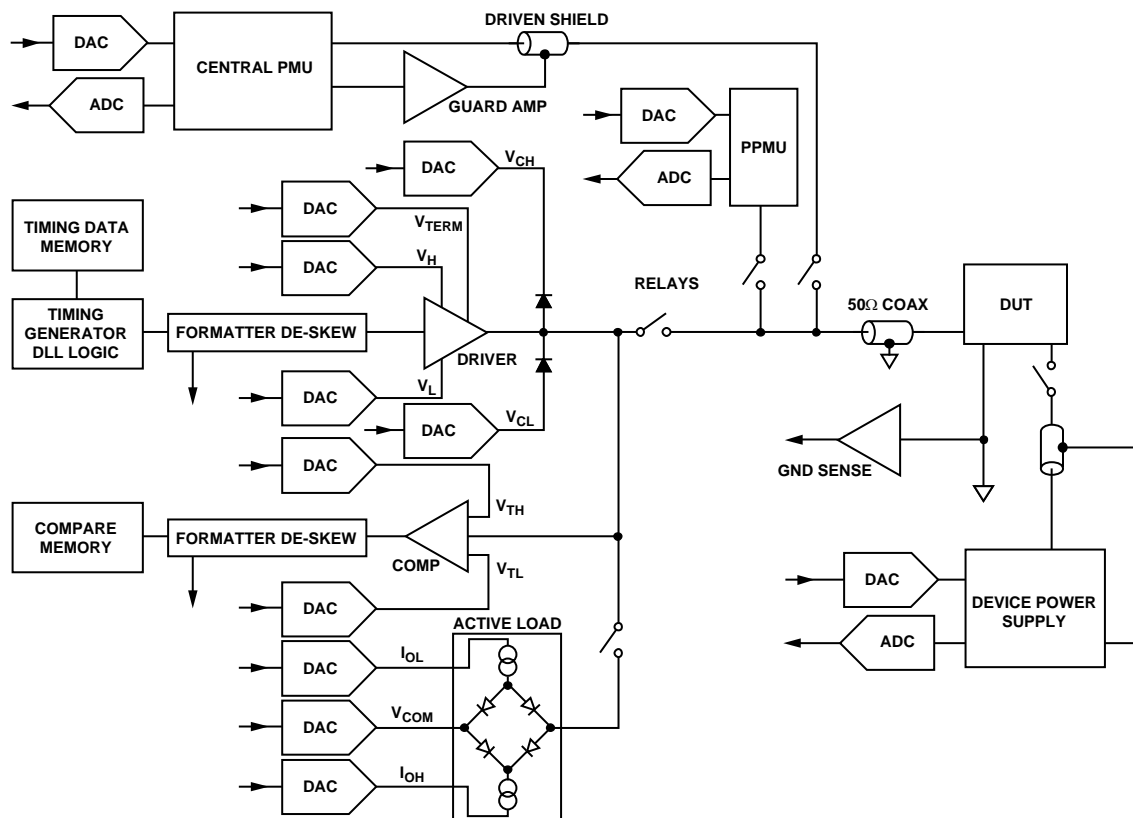 DRIVEN SHIELD
DAC
CENTRAL PMU
ADC
GUARD AMP
DAC
PPMU
ADC
DAC
V_CH
TIMING DATA
MEMORY
DAC
V_TERM
DAC
V_H
RELAYS
50Ω COAX
DUT
TIMING
GENERATOR
DLL LOGIC
FORMATTER DE-SKEW
DRIVER
DAC
V_L
DAC
V_CL
GND SENSE
DAC
V_TH
COMPARE
MEMORY
FORMATTER DE-SKEW
COMP
V_TL
DAC
DAC
ADC
DEVICE POWER
SUPPLY
ACTIVE LOAD
DAC
I_OL
DAC
V_COM
DAC
I_OH